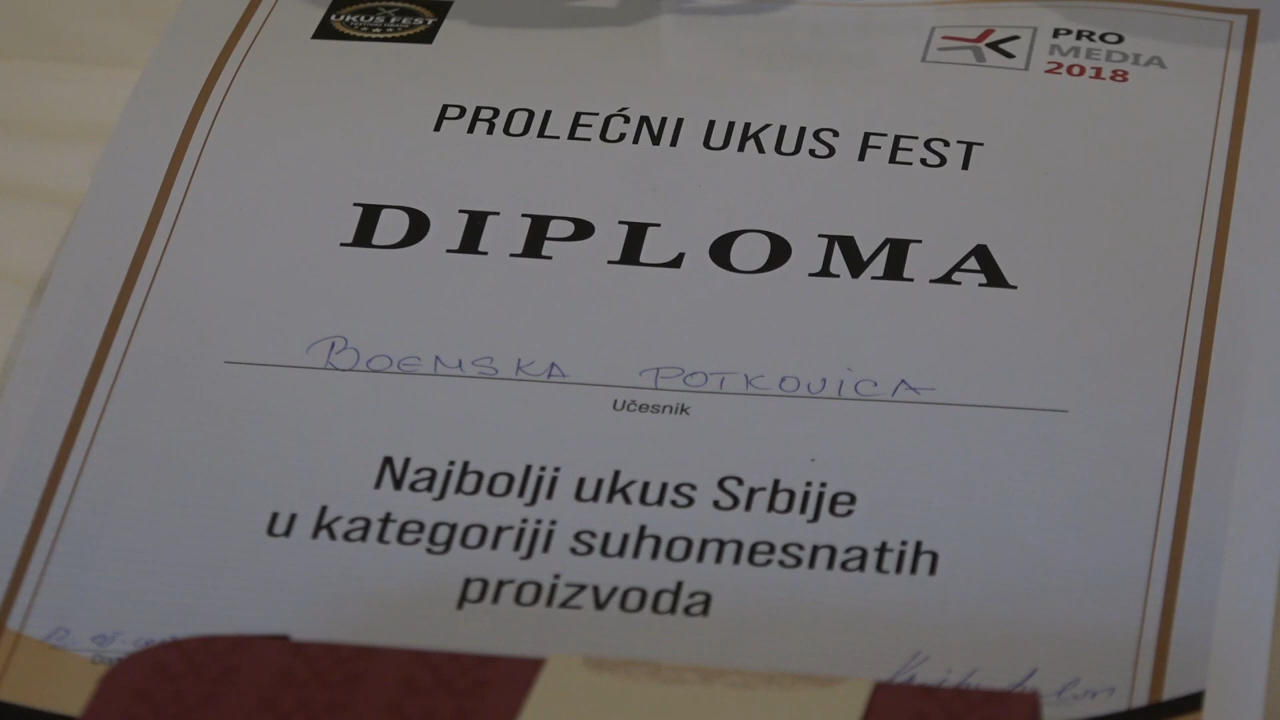 UKUS FEST
PRO
MEDIA
2018
PROLEĆNI UKUS FEST
DIPLOMA
BOEMSKA POTKOVICA
Učesnik
Najbolji ukus Srbije
u kategoriji suhomesnatih
proizvoda